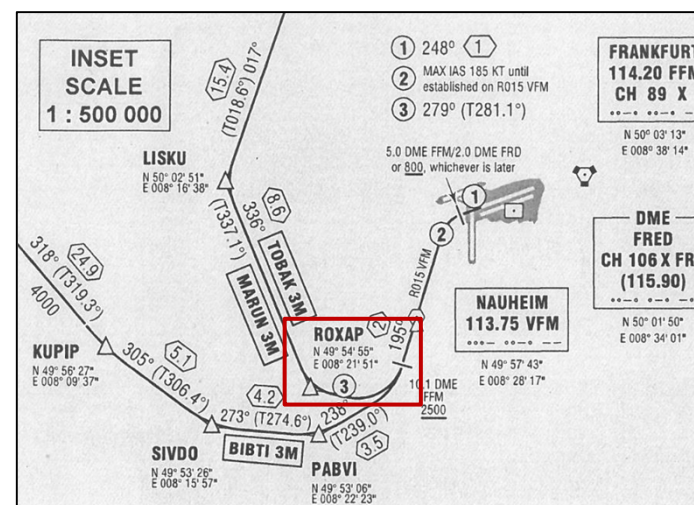 INSET
SCALE
1 : 500 000
1 248° 1
2 MAX IAS 185 KT until
established on R015 VFM
3 279° (T281.1°)
FRANKFURT
114.20 FFM
CH 89 X
N 50° 03' 13"
E 008° 38' 14"
15.4
(T018.6°) 017°
5.0 DME FFM/2.0 DME FRD
or 800, whichever is later
LISKU
N 50° 02' 51"
E 008° 16' 38"
1
2
8.6
336°
(T337.1°)
TOBAK 3M
MARUN 3M
R015 VFM
DME
FRED
CH 106 X FR
(115.90)
N 50° 01' 50"
E 008° 34' 01"
24.9
318° (T319.3°)
4000
NAUHEIM
113.75 VFM
N 49° 57' 43"
E 008° 28' 17"
ROXAP
N 49° 54' 55"
E 008° 21' 51"
195°
3
KUPIP
N 49° 56' 27"
E 008° 09' 37"
5.1
305° (T306.4°)
10.1 DME
FFM
2500
4.2
273° (T274.6°)
238°
(T239.0°)
3.5
BIBTI 3M
SIVDO
N 49° 53' 26"
E 008° 15' 57"
PABVI
N 49° 53' 06"
E 008° 22' 23"